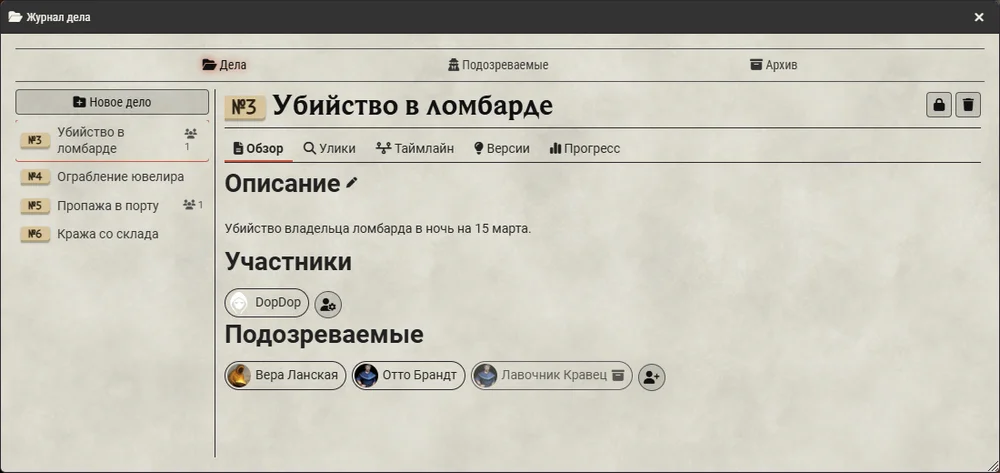 Журнал дела
Дела
Подозреваемые
Архив
Новое дело
№3 Убийство в
ломбарде
1
№4 Ограбление ювелира
№5 Пропажа в порту 1
№6 Кража со склада
№3 Убийство в ломбарде
Обзор Улики Таймлайн Версии Прогресс
Описание
Убийство владельца ломбарда в ночь на 15 марта.
Участники
DopDop
Подозреваемые
Вера Ланская Отто Брандт Лавочник Кравец